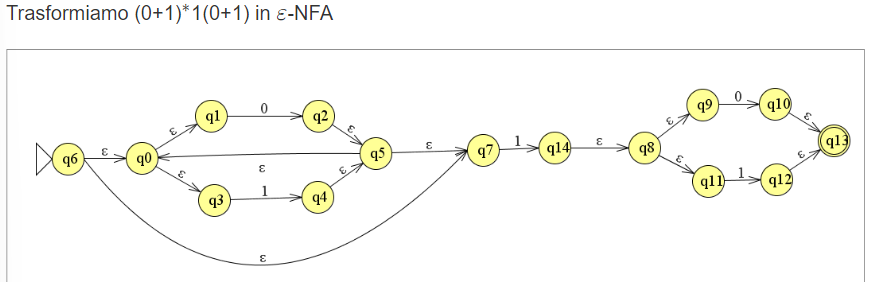 Trasformiamo (0+1)*1(0+1) in ε-NFA
q6 ε q0 ε q1 0 q2 ε q5 ε ε q3 1 q4 ε ε ε q7 1 q14 ε q8 ε q9 0 q10 ε q13 ε q11 1 q12 ε